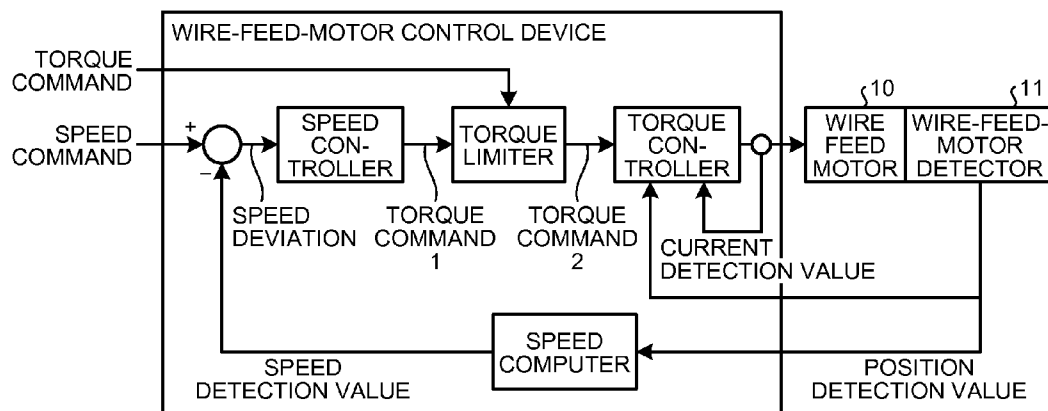 WIRE-FEED-MOTOR CONTROL DEVICE
TORQUE
COMMAND
SPEED
COMMAND
+
−
SPEED
CON-
TROLLER
TORQUE
LIMITER
TORQUE
CON-
TROLLER
10
WIRE
FEED
MOTOR
11
WIRE-FEED-
MOTOR
DETECTOR
SPEED
DEVIATION
TORQUE
COMMAND
1
TORQUE
COMMAND
2
CURRENT
DETECTION VALUE
SPEED
COMPUTER
SPEED
DETECTION VALUE
POSITION
DETECTION VALUE